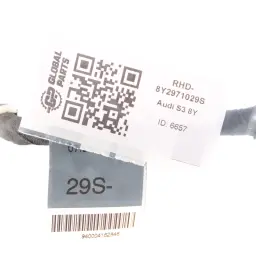 GLOBAL
PARTS
RHD-
8Y2971029S
Audi S3 8Y
ID: 6657
29S-